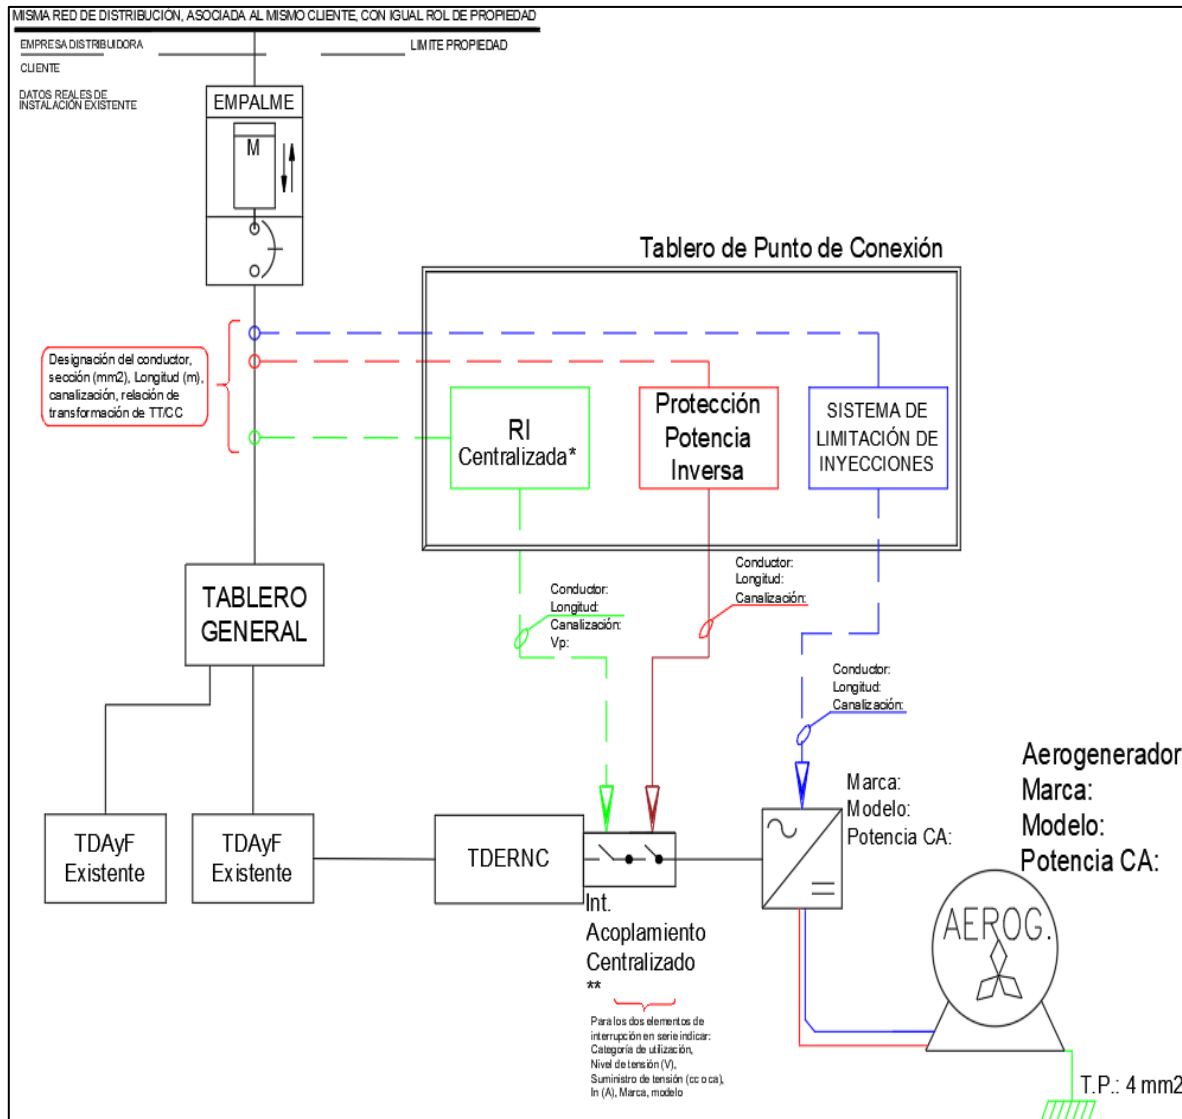 MISMA RED DE DISTRIBUCIÓN, ASOCIADA AL MISMO CLIENTE, CON IGUAL ROL DE PROPIEDAD
EMPRESA DISTRIBUIDORA
LIMITE PROPIEDAD
CLIENTE
DATOS REALES DE
INSTALACIÓN EXISTENTE
EMPALME
M
Tablero de Punto de Conexión
Designación del conductor,
sección (mm2), Longitud (m),
canalización, relación de
transformación de TT/CC
RI
Centralizada*
Protección
Potencia
Inversa
SISTEMA DE
LIMITACIÓN DE
INYECCIONES
TABLERO
GENERAL
Conductor:
Longitud:
Canalización:
Vp:
Conductor:
Longitud:
Canalización:
Conductor:
Longitud:
Canalización:
TDAyF
Existente
TDAyF
Existente
TDERNC
Int.
Acoplamiento
Centralizado
**
Para los dos elementos de
interrupción en serie indicar:
Categoría de utilización,
Nivel de tensión (V),
Suministro de tensión (cc o ca),
In (A), Marca, modelo
Marca:
Modelo:
Potencia CA:
Aerogenerador
Marca:
Modelo:
Potencia CA:
AEROG.
T.P.: 4 mm2